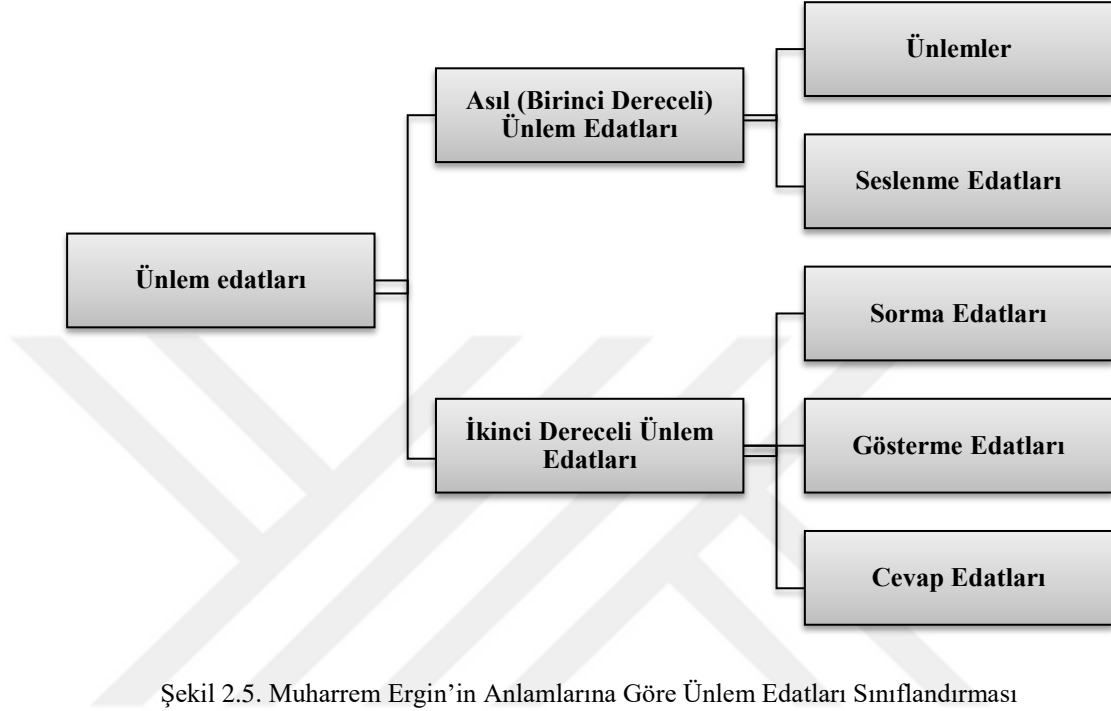 Ünlem edatları
Asıl (Birinci Dereceli)
Ünlem Edatları
Ünlemler
Seslenme Edatları
İkinci Dereceli Ünlem
Edatları
Sorma Edatları
Gösterme Edatları
Cevap Edatları
Şekil 2.5. Muharrem Ergin’in Anlamlarına Göre Ünlem Edatları Sınıflandırması